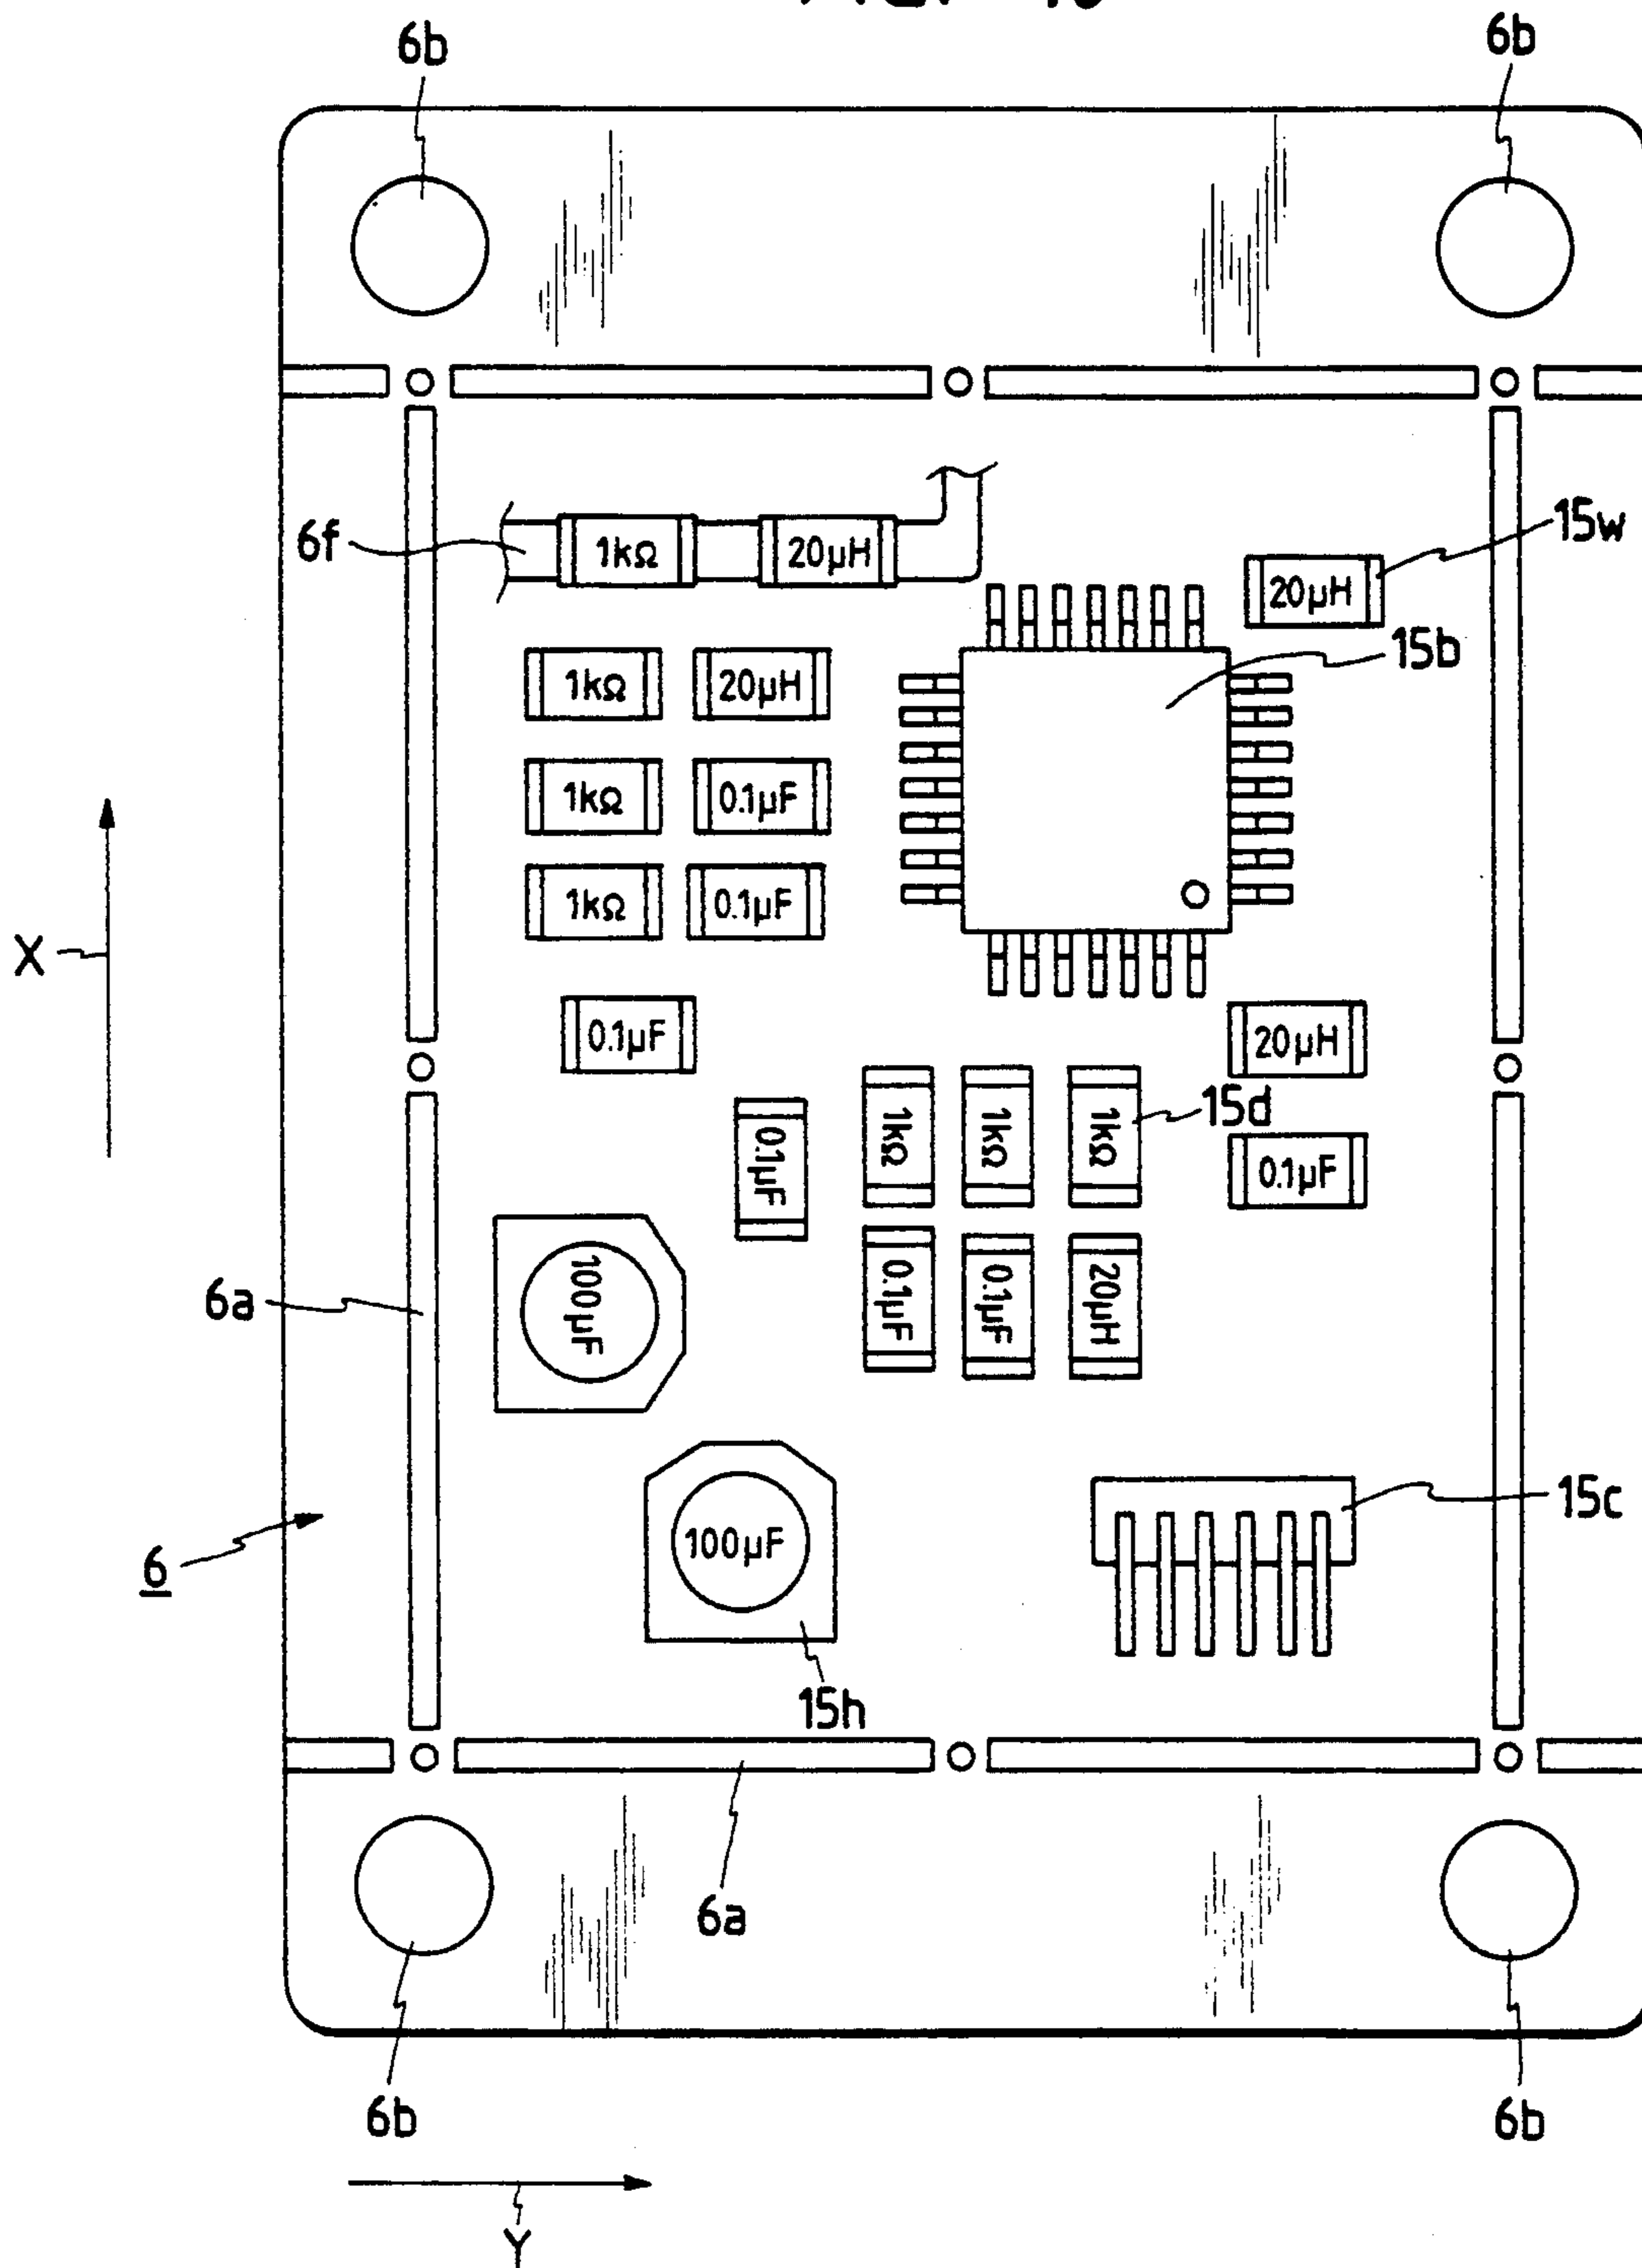 6b 6b
6f 1kΩ 20µH 15w
20µH
15b
1kΩ 20µH
1kΩ 0.1µF
1kΩ 0.1µF
X
0.1µF 20µH
1kΩ 1kΩ 1kΩ 15d
0.1µF 0.1µF
6a 100µF 0.1µF 0.1µF 20µH
15c
6 100µF
15h
6a
6b 6b
Y